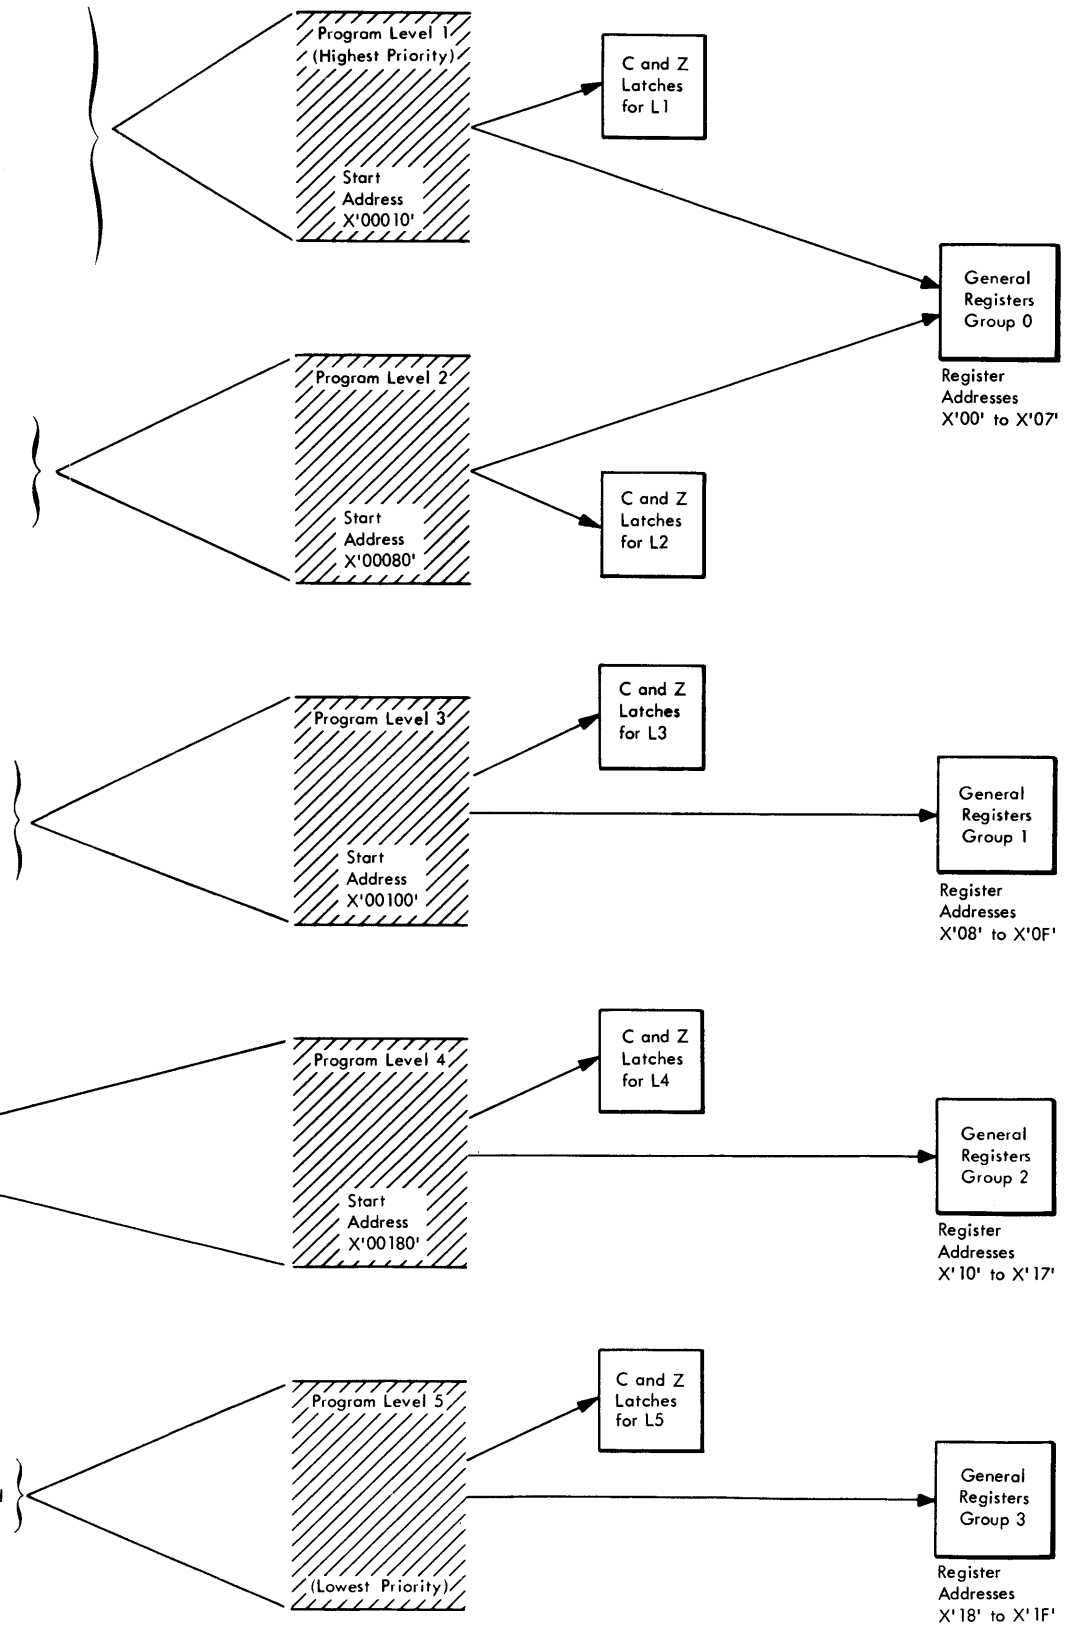 Program Level 1
(Highest Priority)
Start
Address
X'00010'
C and Z
Latches
for L1
General
Registers
Group 0
Register
Addresses
X'00' to X'07'
Program Level 2
Start
Address
X'00080'
C and Z
Latches
for L2
Program Level 3
Start
Address
X'00100'
C and Z
Latches
for L3
General
Registers
Group 1
Register
Addresses
X'08' to X'0F'
Program Level 4
Start
Address
X'00180'
C and Z
Latches
for L4
General
Registers
Group 2
Register
Addresses
X'10' to X'17'
Program Level 5
(Lowest Priority)
C and Z
Latches
for L5
General
Registers
Group 3
Register
Addresses
X'18' to X'1F'